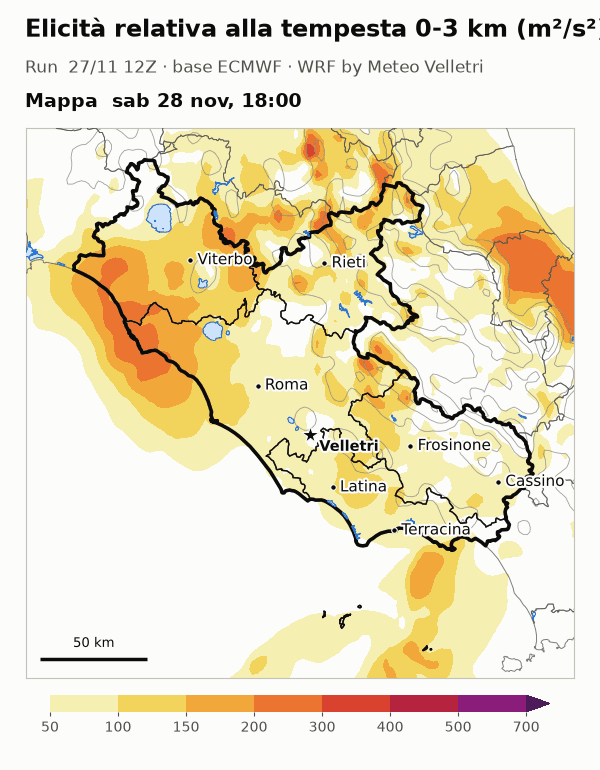 Elicità relativa alla tempesta 0-3 km (m²/s²)
Run 27/11 12Z · base ECMWF · WRF by Meteo Velletri
Mappa sab 28 nov, 18:00
Viterbo
Rieti
Roma
Velletri
Frosinone
Latina
Cassino
Terracina
50 km
50 100 150 200 300 400 500 700